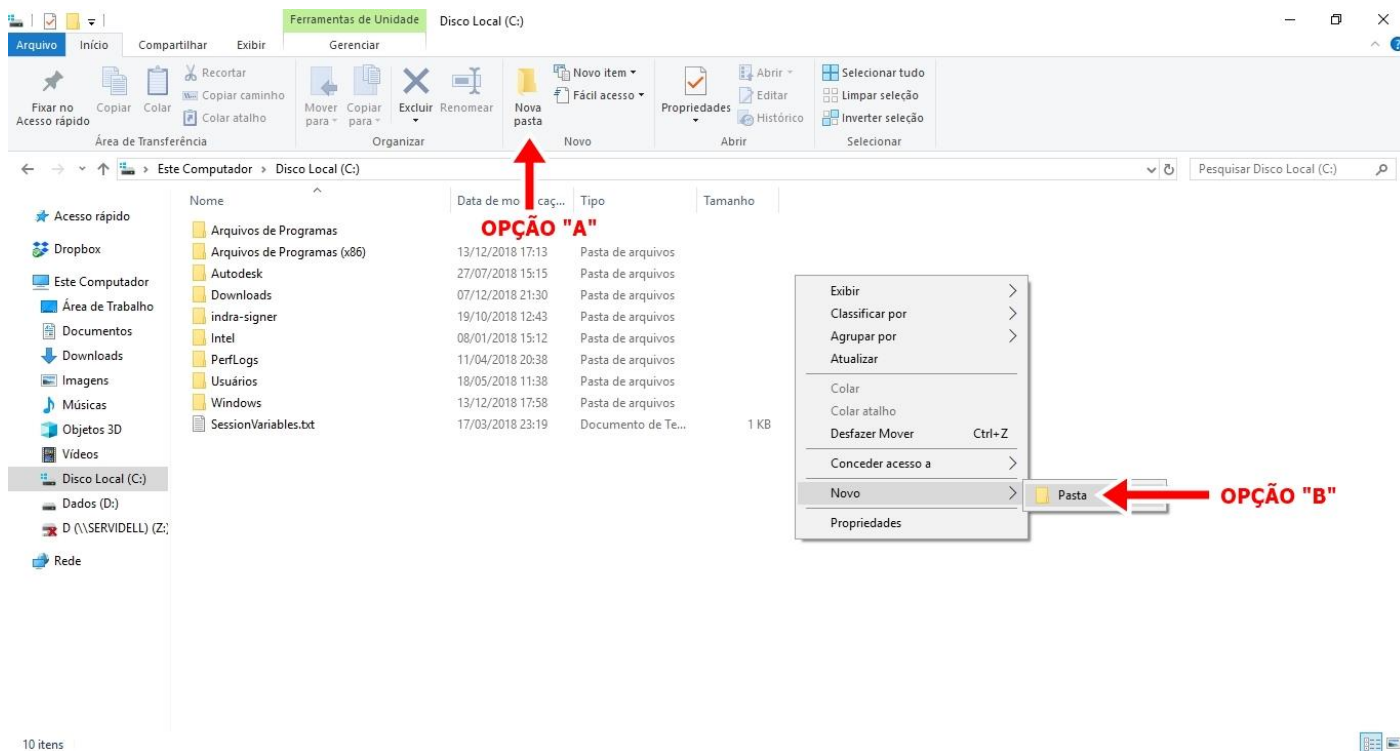 Ferramentas de Unidade Disco Local (C:)
Arquivo Início Compartilhar Exibir Gerenciar
Fixar no Acesso rápido
Copiar
Colar
Recortar
Copiar caminho
Colar atalho
Área de Transferência
Mover para
Copiar para
Excluir
Renomear
Organizar
Nova pasta
Novo item
Fácil acesso
Novo
Propriedades
Abrir
Editar
Histórico
Abrir
Selecionar tudo
Limpar seleção
Inverter seleção
Selecionar
Este Computador > Disco Local (C:)
Pesquisar Disco Local (C:)
Acesso rápido
Dropbox
Este Computador
Área de Trabalho
Documentos
Downloads
Imagens
Músicas
Objetos 3D
Vídeos
Disco Local (C:)
Dados (D:)
D (\\SERVIDELL) (Z:)
Rede
Nome Data de mo caç... Tipo Tamanho
OPÇÃO "A"
Arquivos de Programas
Arquivos de Programas (x86) 13/12/2018 17:13 Pasta de arquivos
Autodesk 27/07/2018 15:15 Pasta de arquivos
Downloads 07/12/2018 21:30 Pasta de arquivos
indra-signer 19/10/2018 12:43 Pasta de arquivos
Intel 08/01/2018 15:12 Pasta de arquivos
PerfLogs 11/04/2018 20:38 Pasta de arquivos
Usuários 18/05/2018 11:38 Pasta de arquivos
Windows 13/12/2018 17:58 Pasta de arquivos
SessionVariables.txt 17/03/2018 23:19 Documento de Te... 1 KB
Exibir
Classificar por
Agrupar por
Atualizar
Colar
Colar atalho
Desfazer Mover Ctrl+Z
Conceder acesso a
Novo
Pasta
OPÇÃO "B"
Propriedades
10 itens